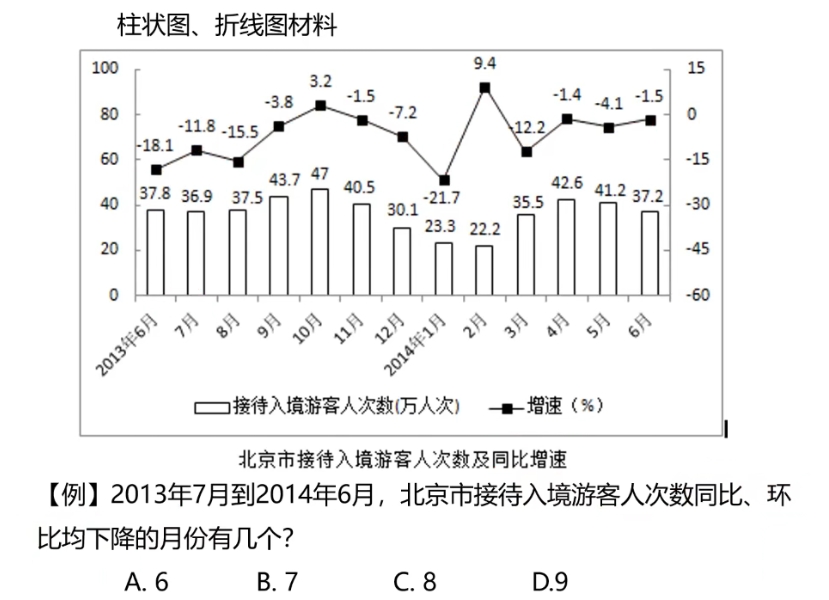 柱状图、折线图材料
100
80
60
40
20
0
15
0
-15
-30
-45
-60
-18.1
-11.8
-15.5
-3.8
3.2
-1.5
-7.2
-21.7
9.4
-12.2
-1.4
-4.1
-1.5
37.8
36.9
37.5
43.7
47
40.5
30.1
23.3
22.2
35.5
42.6
41.2
37.2
2013年6月
7月
8月
9月
10月
11月
12月
2014年1月
2月
3月
4月
5月
6月
接待入境游客人次数(万人次) 增速（%）
北京市接待入境游客人次数及同比增速
【例】2013年7月到2014年6月，北京市接待入境游客人次数同比、环
比均下降的月份有几个？
A. 6 B. 7 C. 8 D.9